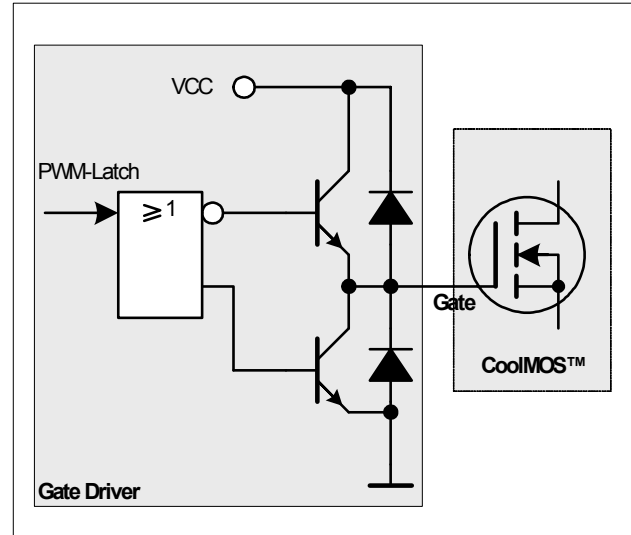 VCC
PWM-Latch
≥1
Gate
CoolMOS™
Gate Driver